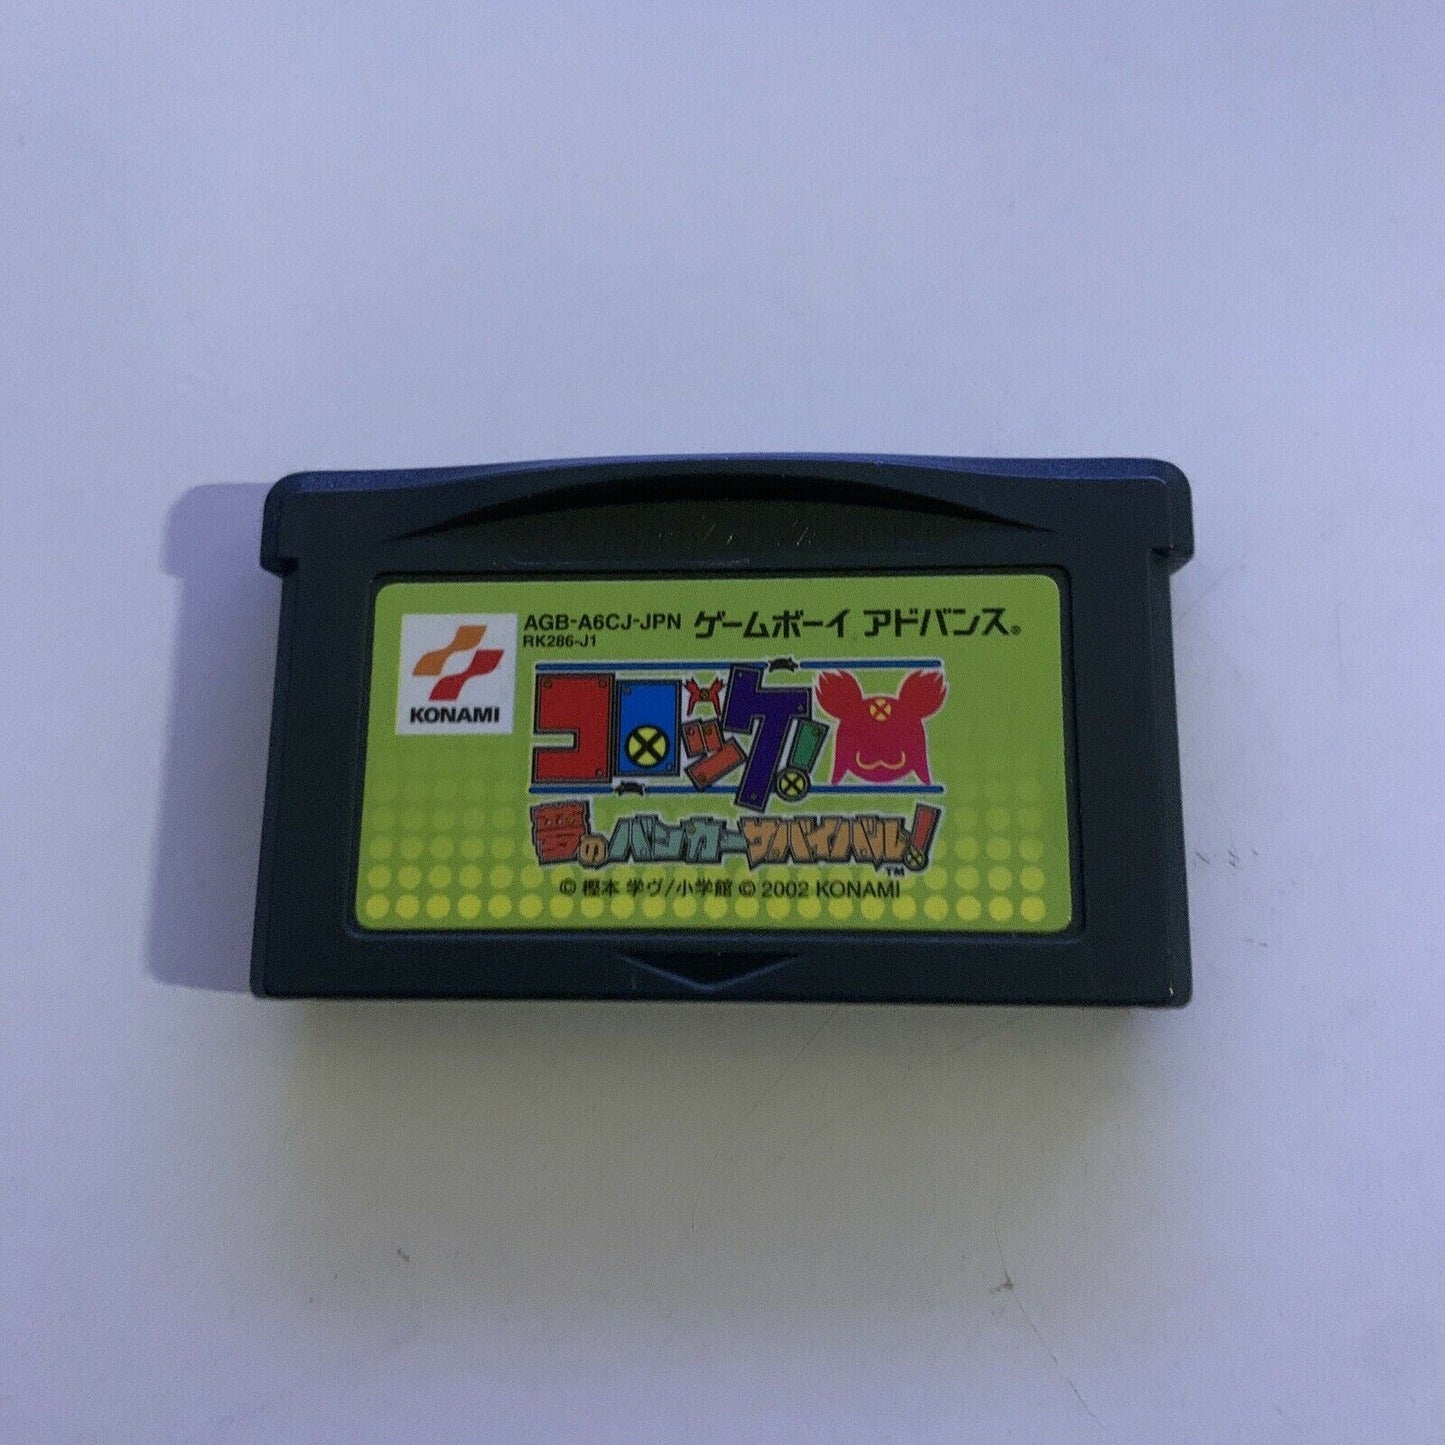 AGB-A6CJ-JPN ゲームボーイ アドバンス®
RK286-J1
KONAMI
コロッケ!
夢のバンカーサバイバル!™
© 樫本 学ヴ/小学館 © 2002 KONAMI